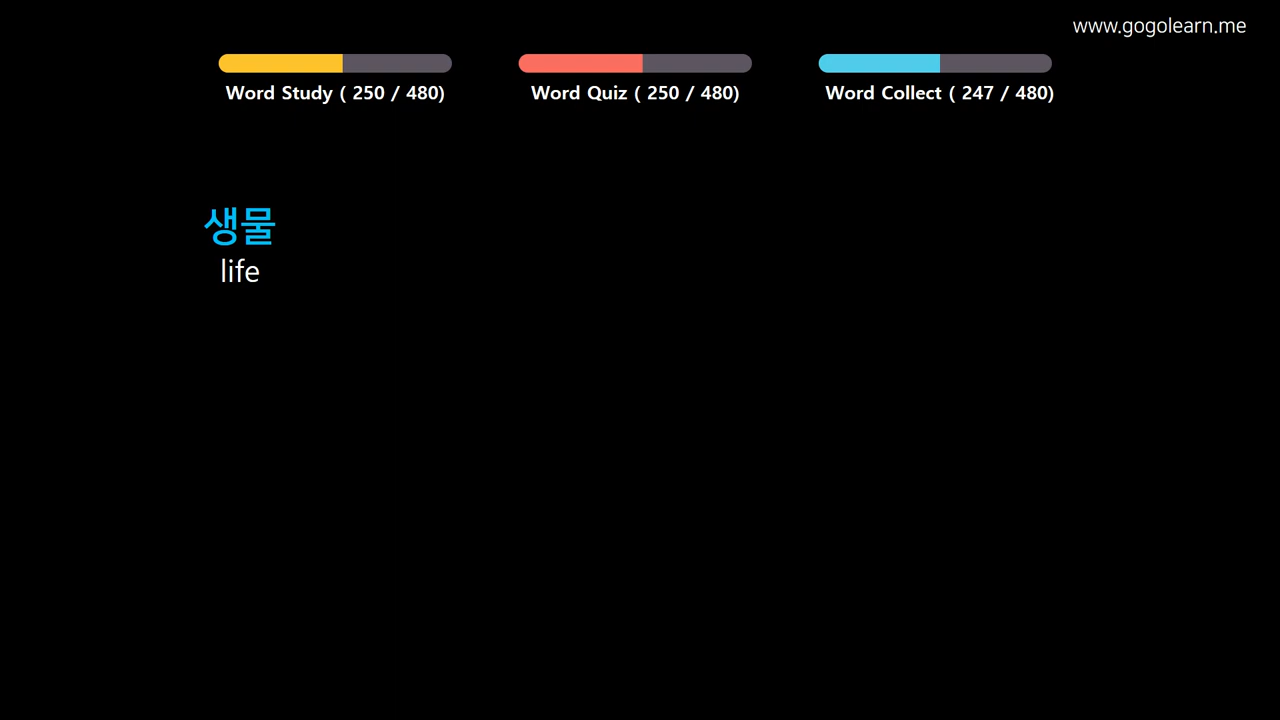 www.gogolearn.me
Word Study ( 250 / 480)
Word Quiz ( 250 / 480)
Word Collect ( 247 / 480)
생물
life